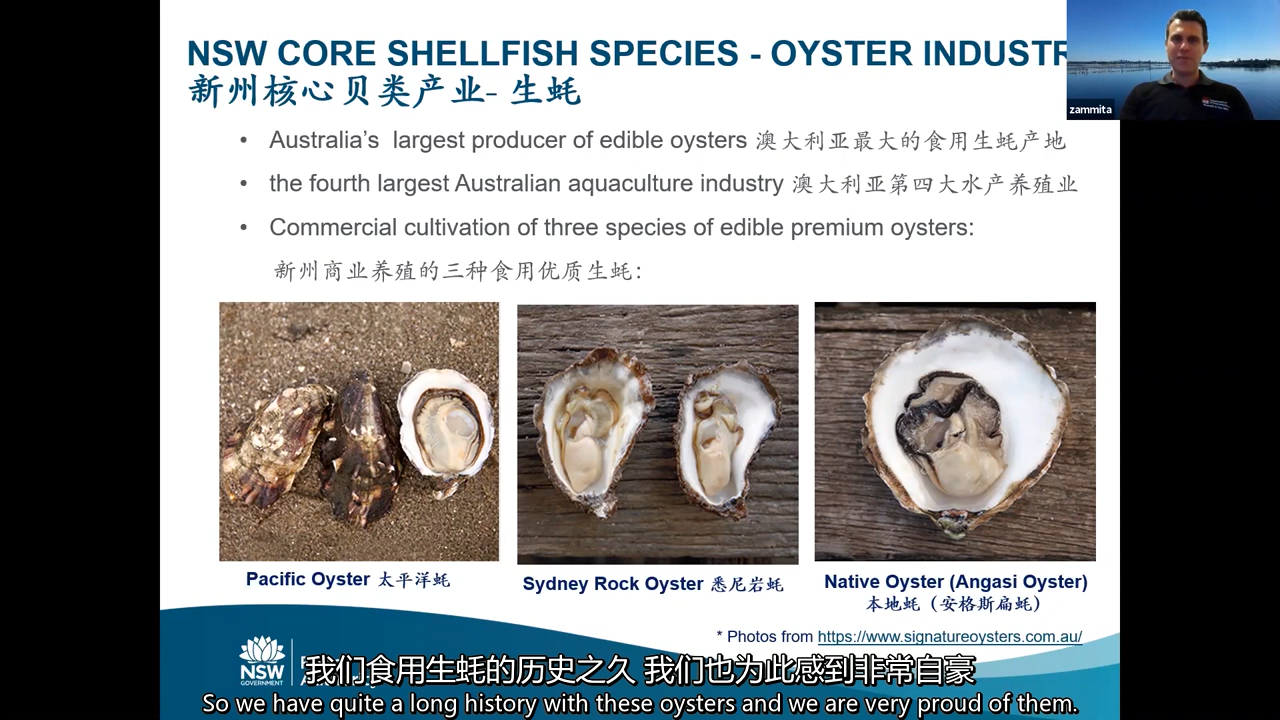 NSW CORE SHELLFISH SPECIES - OYSTER INDUSTR
新州核心贝类产业- 生蚝
zammita
• Australia's largest producer of edible oysters 澳大利亚最大的食用生蚝产地
• the fourth largest Australian aquaculture industry 澳大利亚第四大水产养殖业
• Commercial cultivation of three species of edible premium oysters:
新州商业养殖的三种食用优质生蚝：
Pacific Oyster 太平洋蚝
Sydney Rock Oyster 悉尼岩蚝
Native Oyster (Angasi Oyster)
本地蚝（安格斯扁蚝）
* Photos from https://www.signatureoysters.com.au/
NSW
GOVERNMENT
我们食用生蚝的历史之久 我们也为此感到非常自豪
So we have quite a long history with these oysters and we are very proud of them.